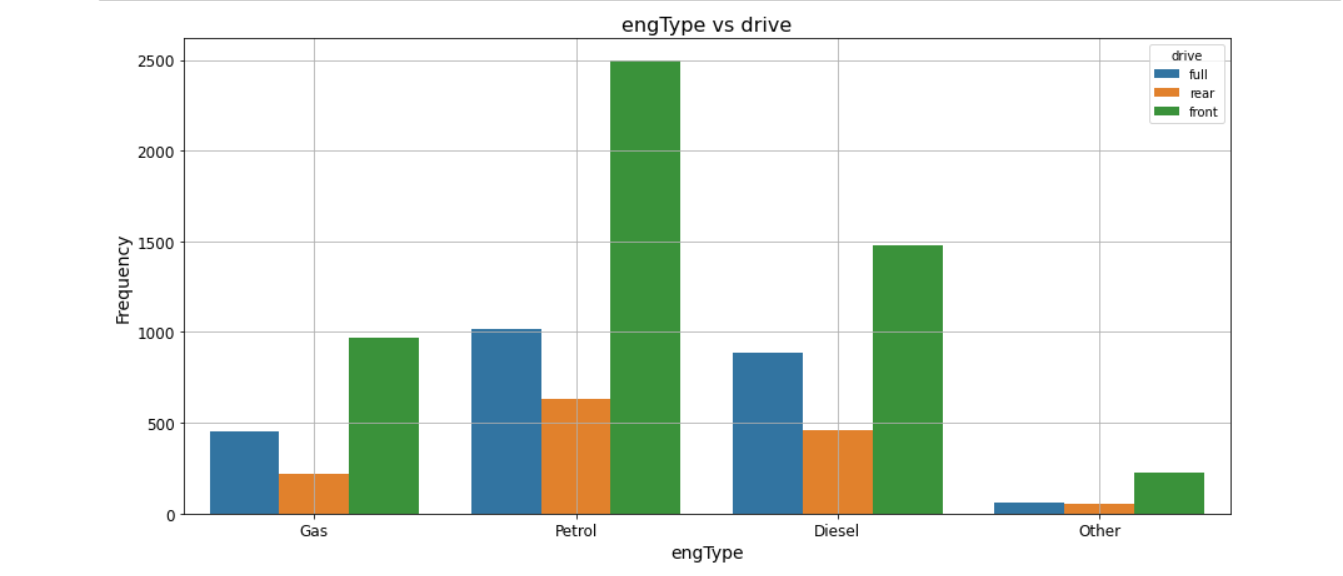 engType vs drive
drive
full
rear
front
Frequency
2500
2000
1500
1000
500
0
Gas Petrol Diesel Other
engType